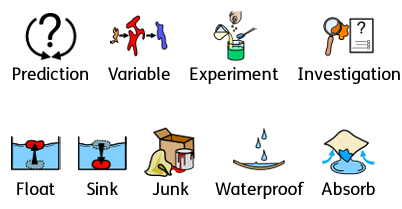 ?
?
Prediction Variable Experiment Investigation
Float Sink Junk Waterproof Absorb